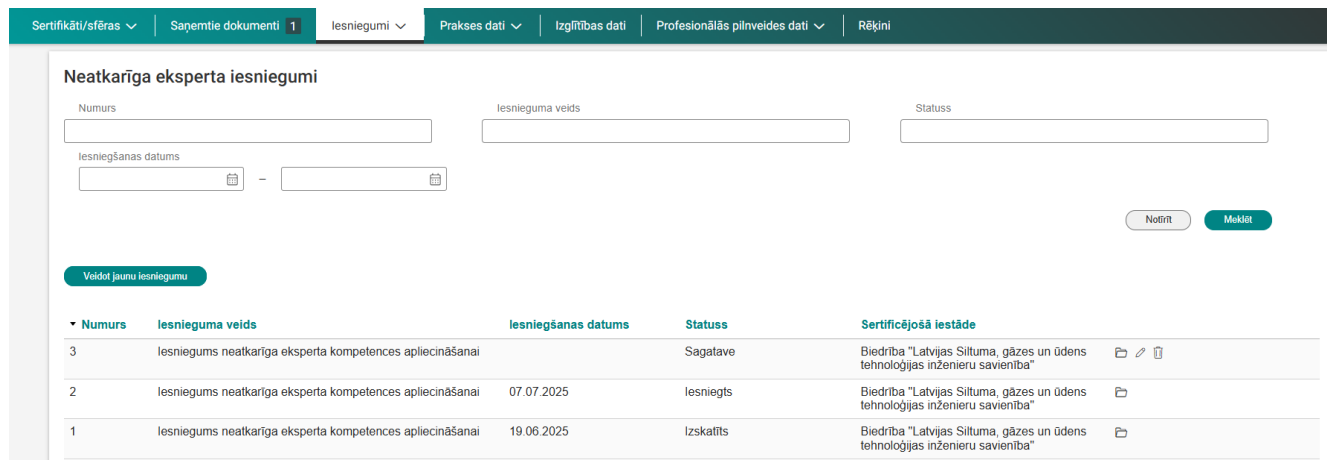 Sertifikāti/sfēras Saņemtie dokumenti 1 Iesniegumi Prakses dati Izglītības dati Profesionālās pilnveides dati Rēķini
Neatkarīga eksperta iesniegumi
Numurs Iesnieguma veids Statuss
Iesniegšanas datums
–
Notīrīt Meklēt
Veidot jaunu iesniegumu
Numurs Iesnieguma veids Iesniegšanas datums Statuss Sertificējošā iestāde
3 Iesniegums neatkarīga eksperta kompetences apliecināšanai Sagatave Biedrība "Latvijas Siltuma, gāzes un ūdens
tehnoloģijas inženieru savienība"
2 Iesniegums neatkarīga eksperta kompetences apliecināšanai 07.07.2025 Iesniegts Biedrība "Latvijas Siltuma, gāzes un ūdens
tehnoloģijas inženieru savienība"
1 Iesniegums neatkarīga eksperta kompetences apliecināšanai 19.06.2025 Izskatīts Biedrība "Latvijas Siltuma, gāzes un ūdens
tehnoloģijas inženieru savienība"